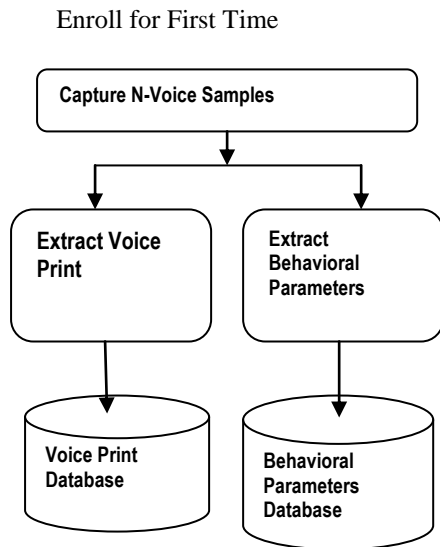 Enroll for First Time
Capture N-Voice Samples
Extract Voice
Print
Extract
Behavioral
Parameters
Voice Print
Database
Behavioral
Parameters
Database